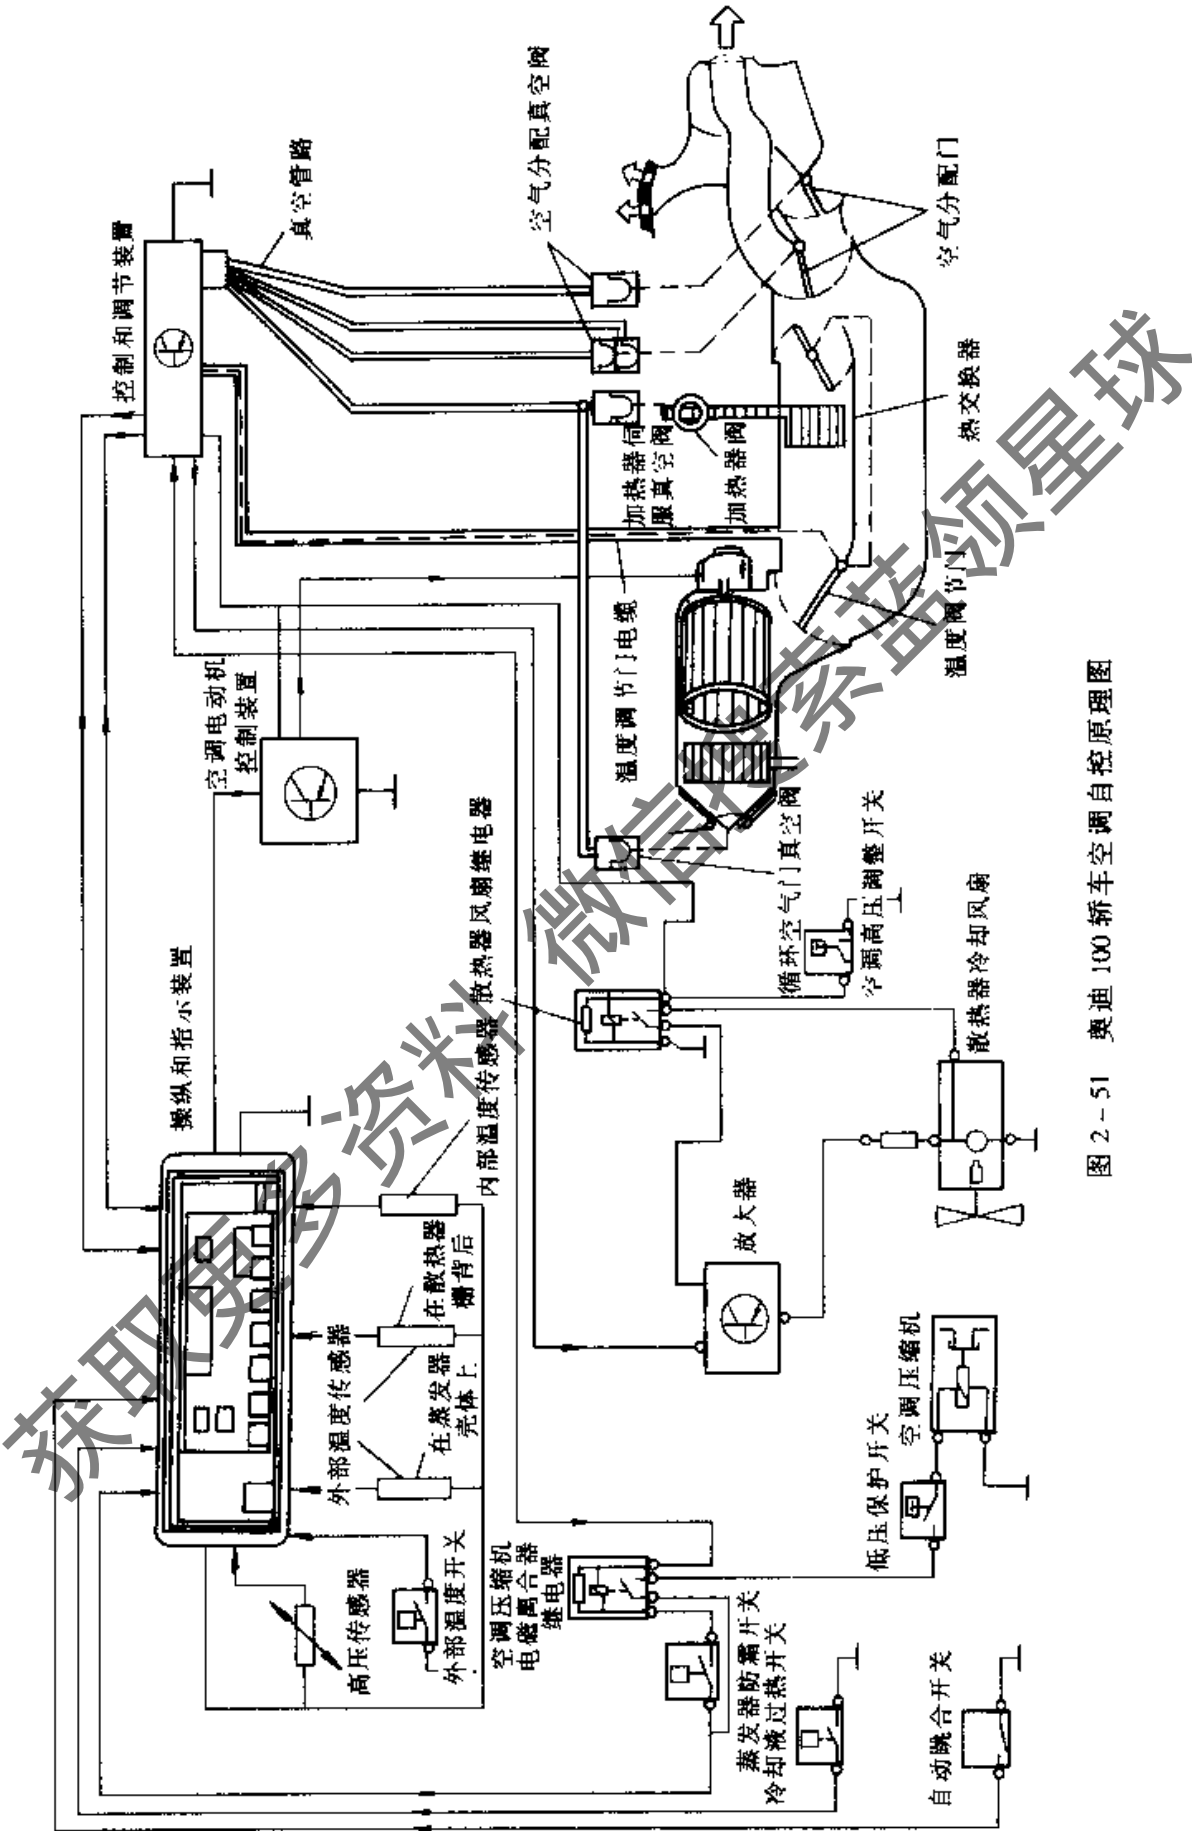 控制和调节装置
真空管路
空气分配真空阀
空气分配门
热交换器
加热器伺
服真空阀
加热器阀
温度调节门电缆
温度阀节门
空调电动机
控制装置
循环空气门真空阀
空调高压调整开关
散热器冷却风扇
操纵和指示装置
内部温度传感器
散热器风扇继电器
在散热器
栅背后
外部温度传感器
在蒸发器
壳体上
放大器
空调压缩机
低压保护开关
高压传感器
外部温度开关
空调压缩机
电磁离合器
继电器
蒸发器防霜开关
冷却液过热开关
自动跳合开关
图 2-51 奥迪 100 轿车空调自控原理图
获取更多资料 微信搜索蓝领星球